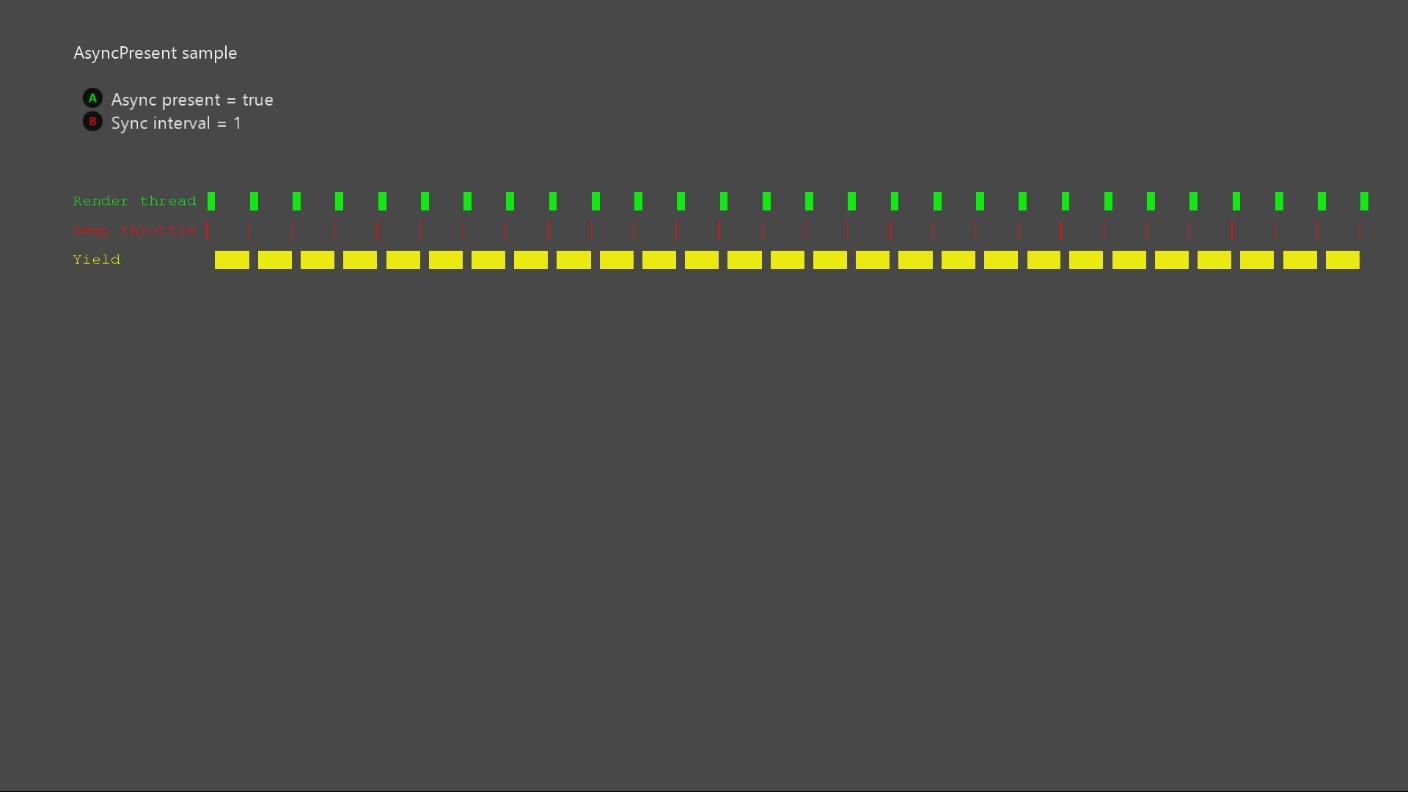 AsyncPresent sample
A Async present = true
B Sync interval = 1
Render thread
Swap throttle
Yield